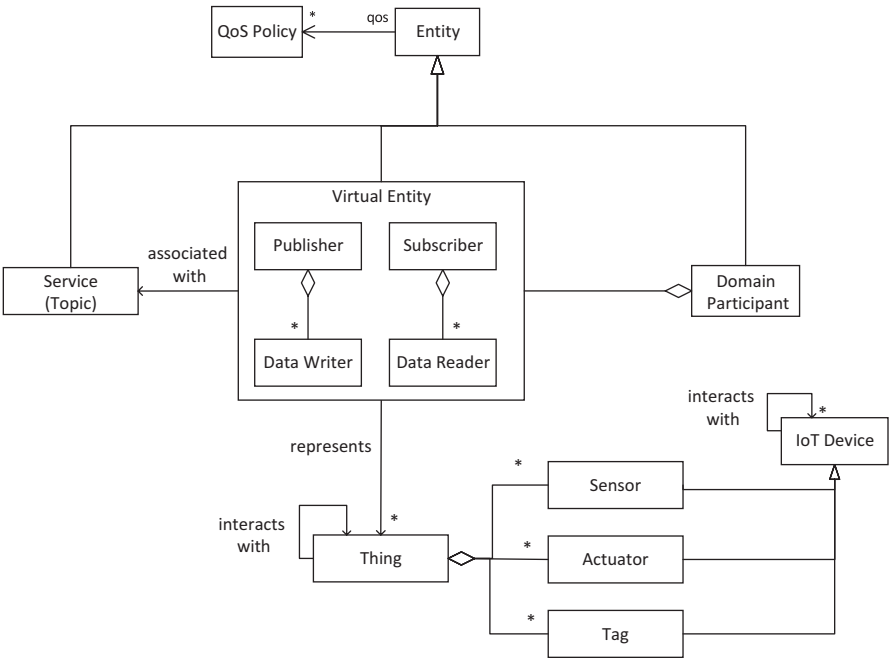 QoS Policy
*
qos
Entity
Virtual Entity
Publisher
Subscriber
*
*
Data Writer
Data Reader
associated
with
Service
(Topic)
Domain
Participant
represents
*
interacts
with
Thing
interacts
with
*
IoT Device
*
Sensor
*
Actuator
*
Tag